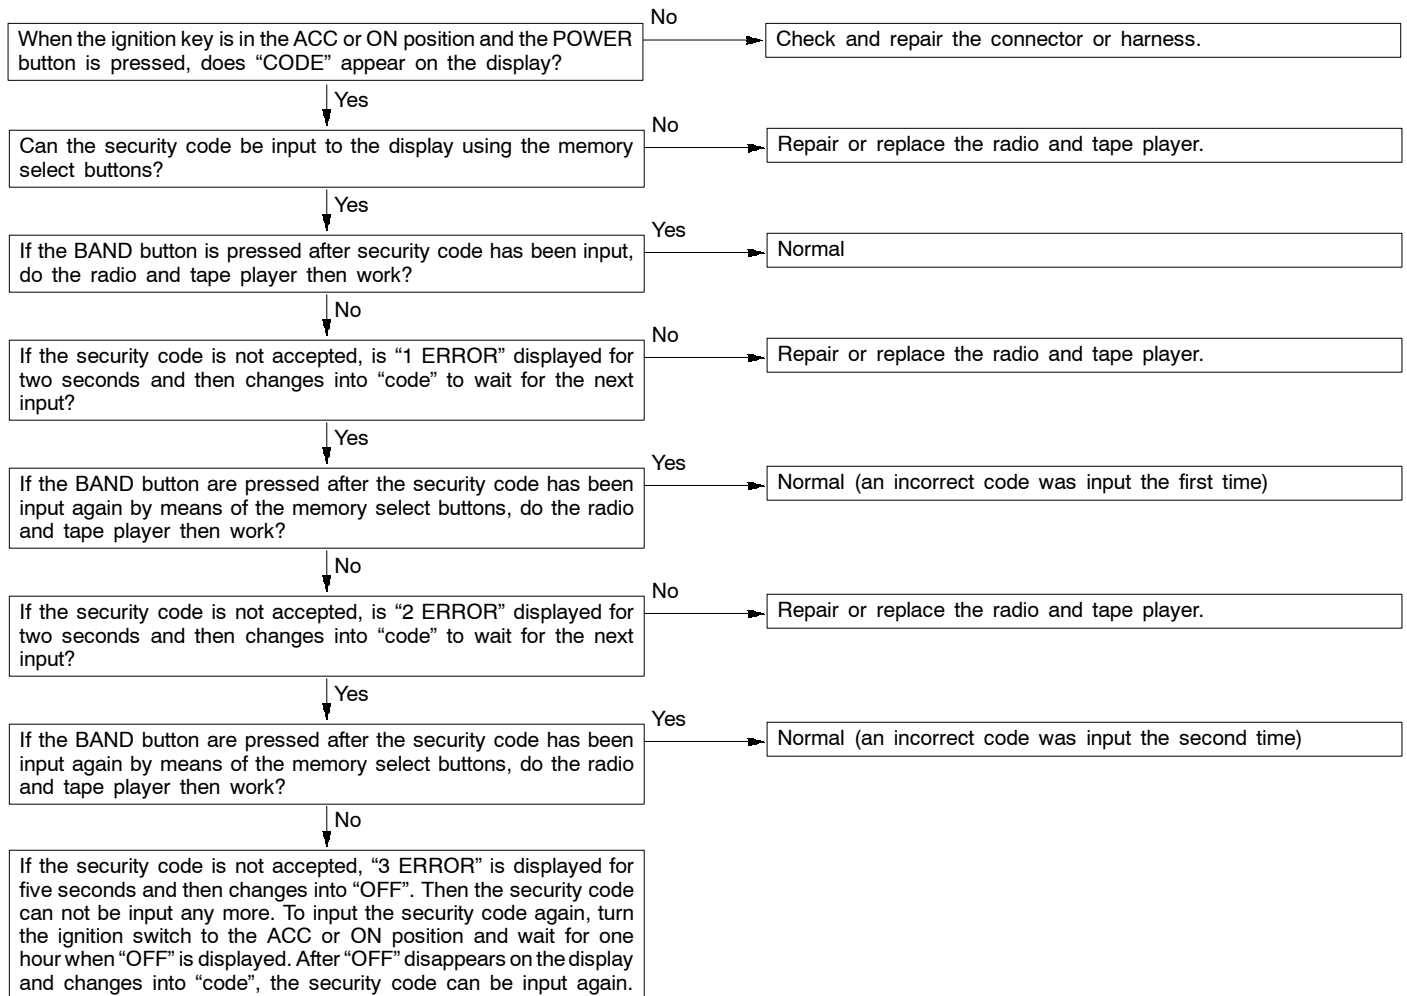 No
When the ignition key is in the ACC or ON position and the POWER
button is pressed, does “CODE” appear on the display?
Check and repair the connector or harness.
Yes
No
Can the security code be input to the display using the memory
select buttons?
Repair or replace the radio and tape player.
Yes
Yes
If the BAND button is pressed after security code has been input,
do the radio and tape player then work?
Normal
No
No
If the security code is not accepted, is “1 ERROR” displayed for
two seconds and then changes into “code” to wait for the next
input?
Repair or replace the radio and tape player.
Yes
Yes
If the BAND button are pressed after the security code has been
input again by means of the memory select buttons, do the radio
and tape player then work?
Normal (an incorrect code was input the first time)
No
No
If the security code is not accepted, is “2 ERROR” displayed for
two seconds and then changes into “code” to wait for the next
input?
Repair or replace the radio and tape player.
Yes
Yes
If the BAND button are pressed after the security code has been
input again by means of the memory select buttons, do the radio
and tape player then work?
Normal (an incorrect code was input the second time)
No
If the security code is not accepted, “3 ERROR” is displayed for
five seconds and then changes into “OFF”. Then the security code
can not be input any more. To input the security code again, turn
the ignition switch to the ACC or ON position and wait for one
hour when “OFF” is displayed. After “OFF” disappears on the display
and changes into “code”, the security code can be input again.